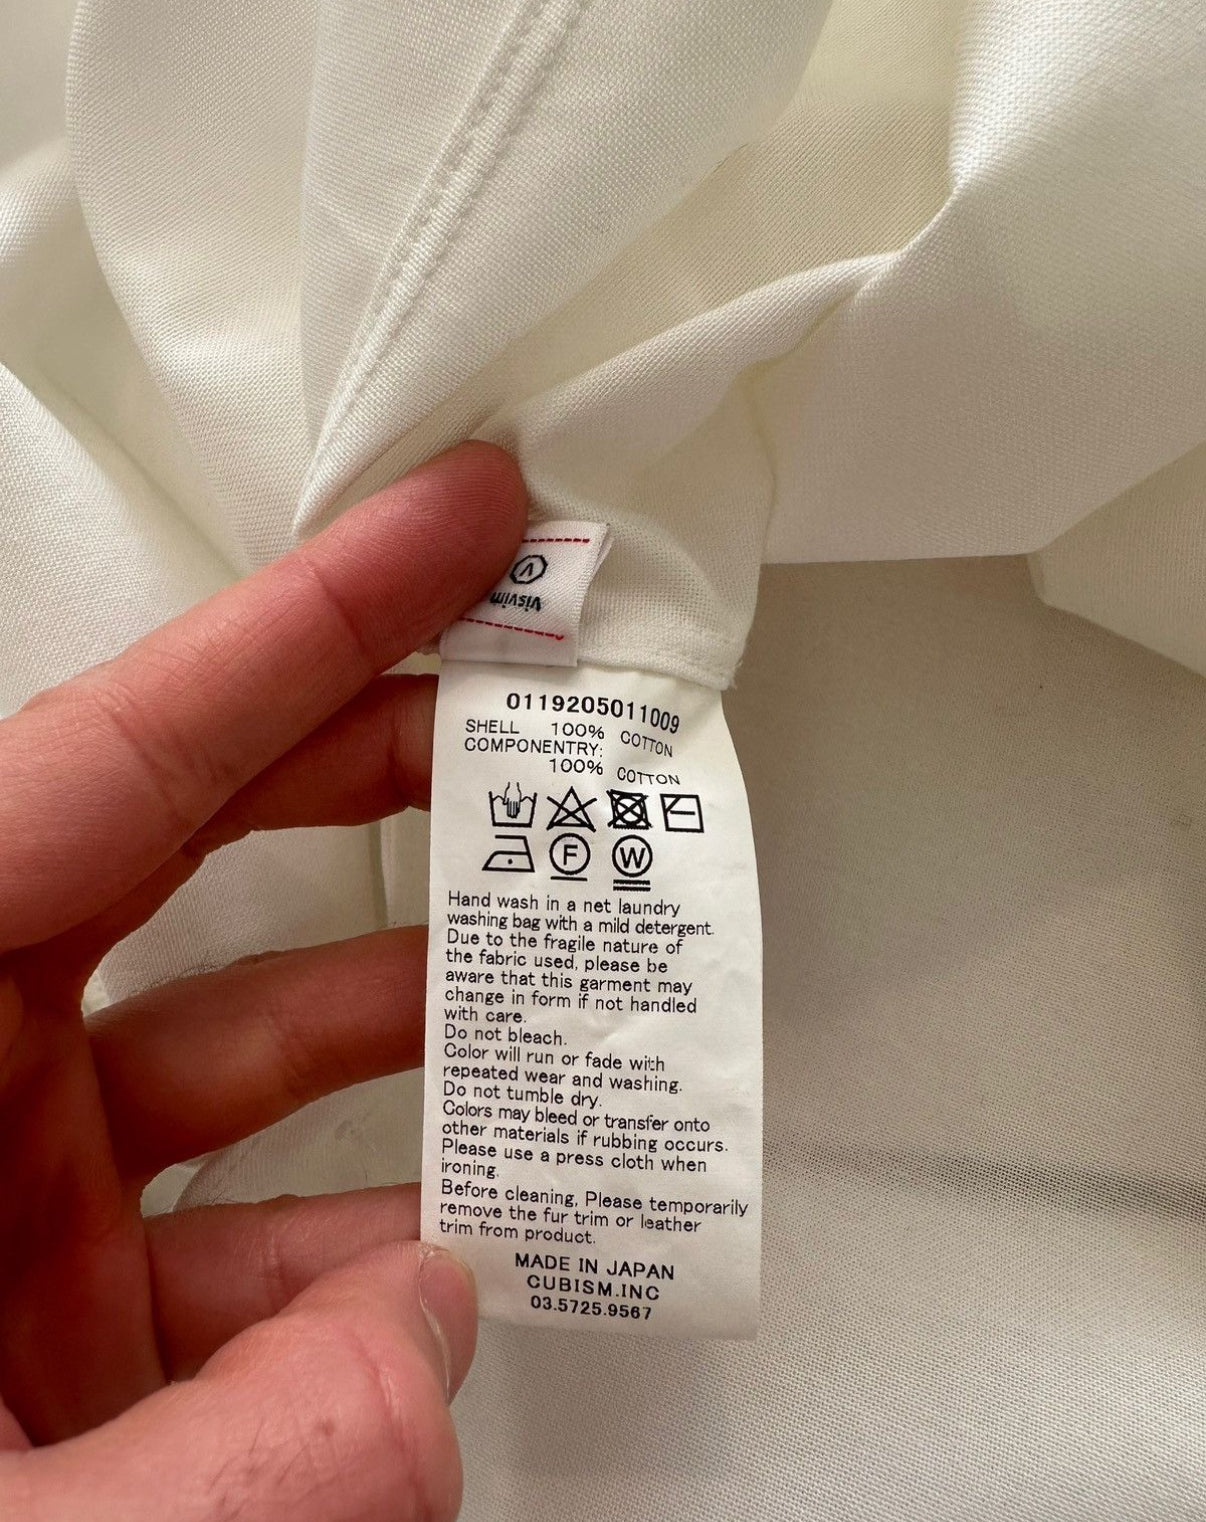 V
visvim
0119205011009
SHELL 100% COTTON
COMPONENTRY:
100% COTTON
F W
Hand wash in a net laundry
washing bag with a mild detergent.
Due to the fragile nature of
the fabric used, please be
aware that this garment may
change in form if not handled
with care.
Do not bleach.
Color will run or fade with
repeated wear and washing.
Do not tumble dry.
Colors may bleed or transfer onto
other materials if rubbing occurs.
Please use a press cloth when
ironing.
Before cleaning, Please temporarily
remove the fur trim or leather
trim from product.
MADE IN JAPAN
CUBISM.INC
03.5725.9567